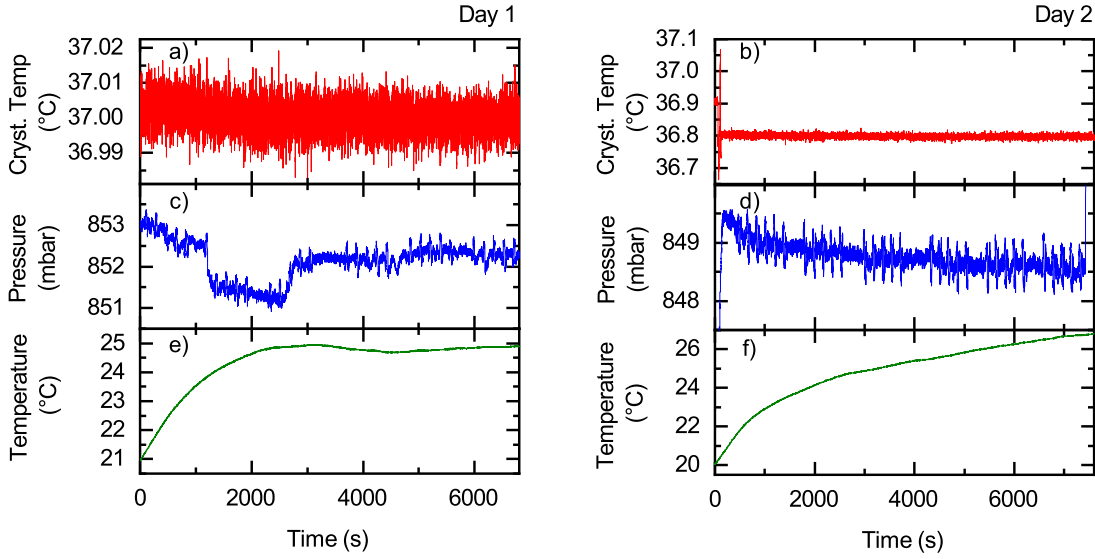 Day 1
Day 2
a)
37.02
37.01
37.00
36.99
Cryst. Temp
(°C)
b)
37.1
37.0
36.9
36.8
36.7
Cryst. Temp
(°C)
c)
853
852
851
Pressure
(mbar)
d)
849
848
Pressure
(mbar)
e)
25
24
23
22
21
Temperature
(°C)
0 2000 4000 6000
Time (s)
f)
26
24
22
20
Temperature
(°C)
0 2000 4000 6000
Time (s)